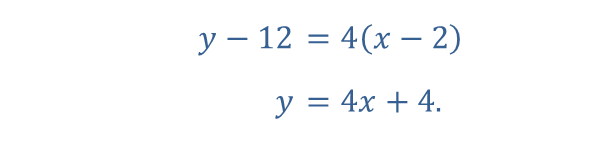 y − 12 = 4(x − 2)
y = 4x + 4.